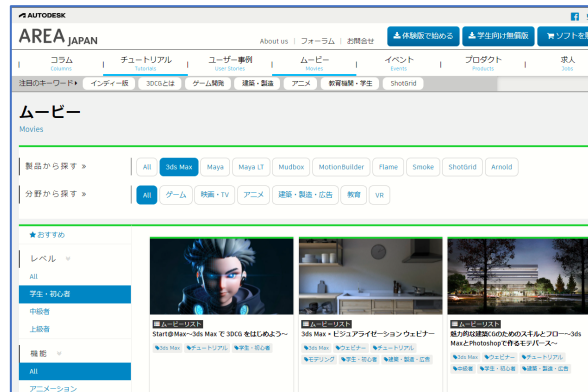 AUTODESK
AREA JAPAN
About us | フォーラム | お問合せ
体験版で始める
学生向け無償版
ソフトを
コラム
Columns
チュートリアル
Tutorials
ユーザー事例
User Stories
ムービー
Movies
イベント
Events
プロダクト
Products
求人
Jobs
注目のキーワード▶ インディー版 3DCGとは ゲーム開発 建築・製造 アニメ 教育機関・学生 ShotGrid
ムービー
Movies
製品から探す » All 3ds Max Maya Maya LT Mudbox MotionBuilder Flame Smoke ShotGrid Arnold
分野から探す » All ゲーム 映画・TV アニメ 建築・製造・広告 教育 VR
★おすすめ
レベル
All
学生・初心者
中級者
上級者
機能
All
アニメーション
ムービーリスト
Start@Max~3ds Max で 3DCG をはじめよう~
3ds Max チュートリアル 学生・初心者
ムービーリスト
3ds Max・ビジュアライゼーション ウェビナー
3ds Max ウェビナー チュートリアル
モデリング 学生・初心者 建築・製造・広告
ムービーリスト
魅力的な建築CGのためのスキルとフロー~3ds
MaxとPhotoshopで作るモテパース~
3ds Max ウェビナー チュートリアル
中級者 学生・初心者 建築・製造・広告